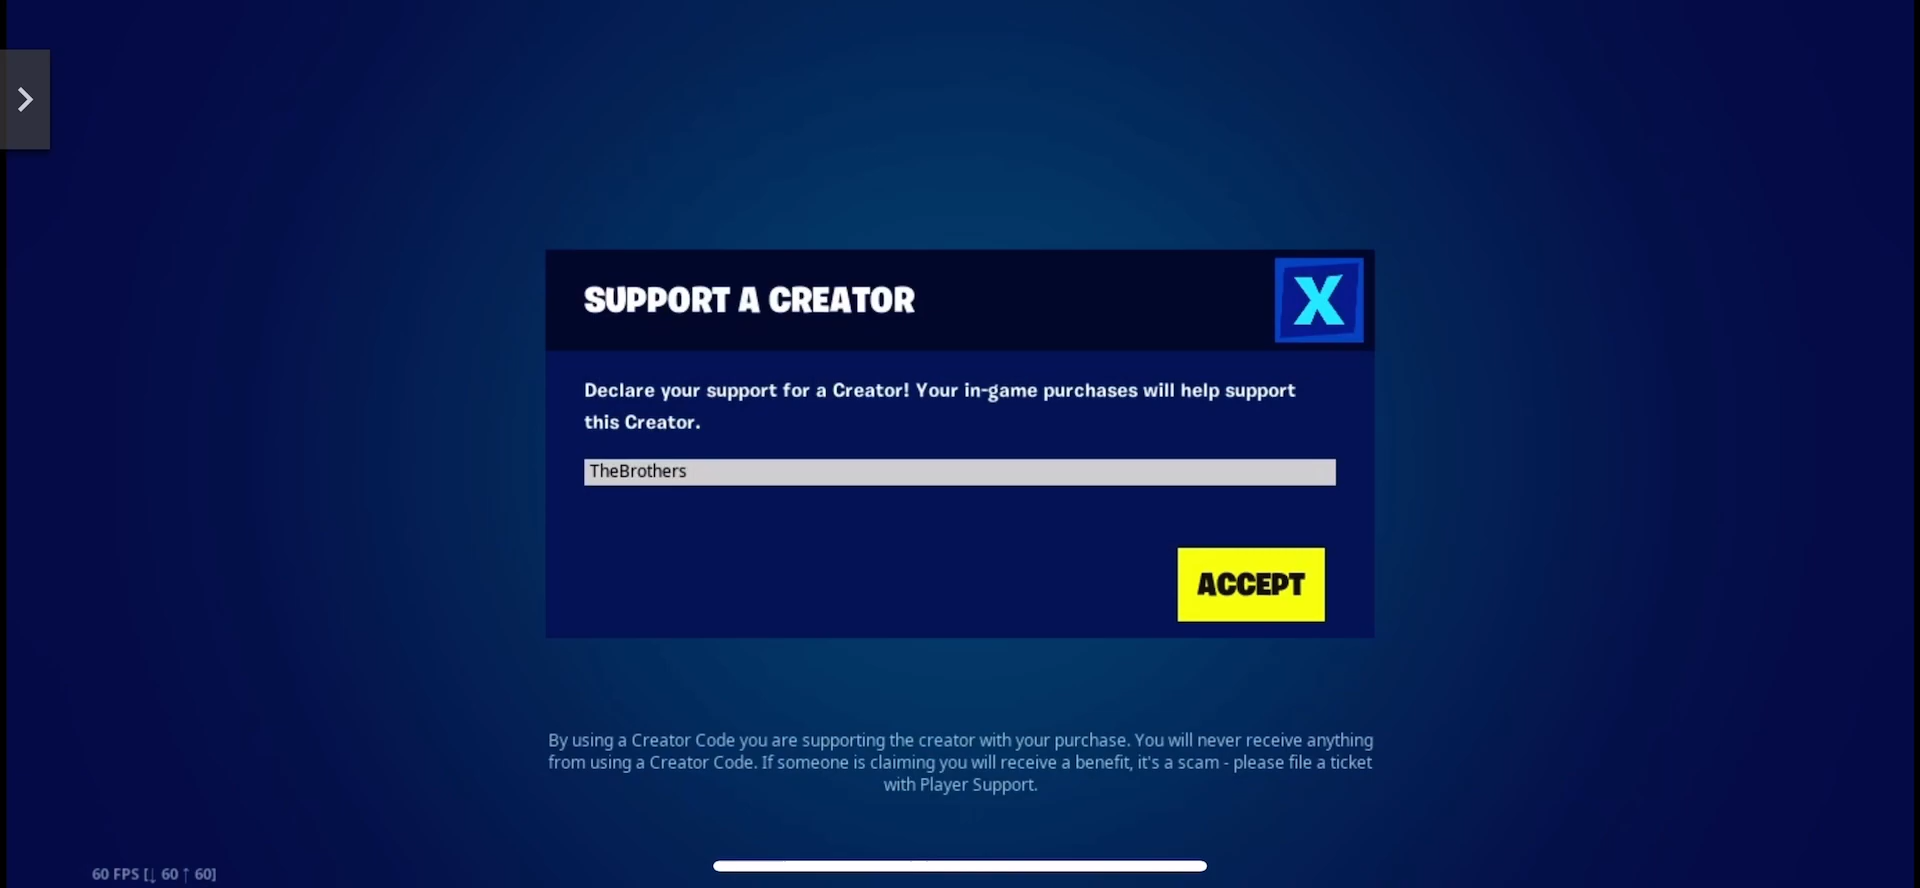 SUPPORT A CREATOR
X
Declare your support for a Creator! Your in-game purchases will help support
this Creator.
TheBrothers
ACCEPT
By using a Creator Code you are supporting the creator with your purchase. You will never receive anything
from using a Creator Code. If someone is claiming you will receive a benefit, it's a scam - please file a ticket
with Player Support.
60 FPS [↓ 60 ↑ 60]